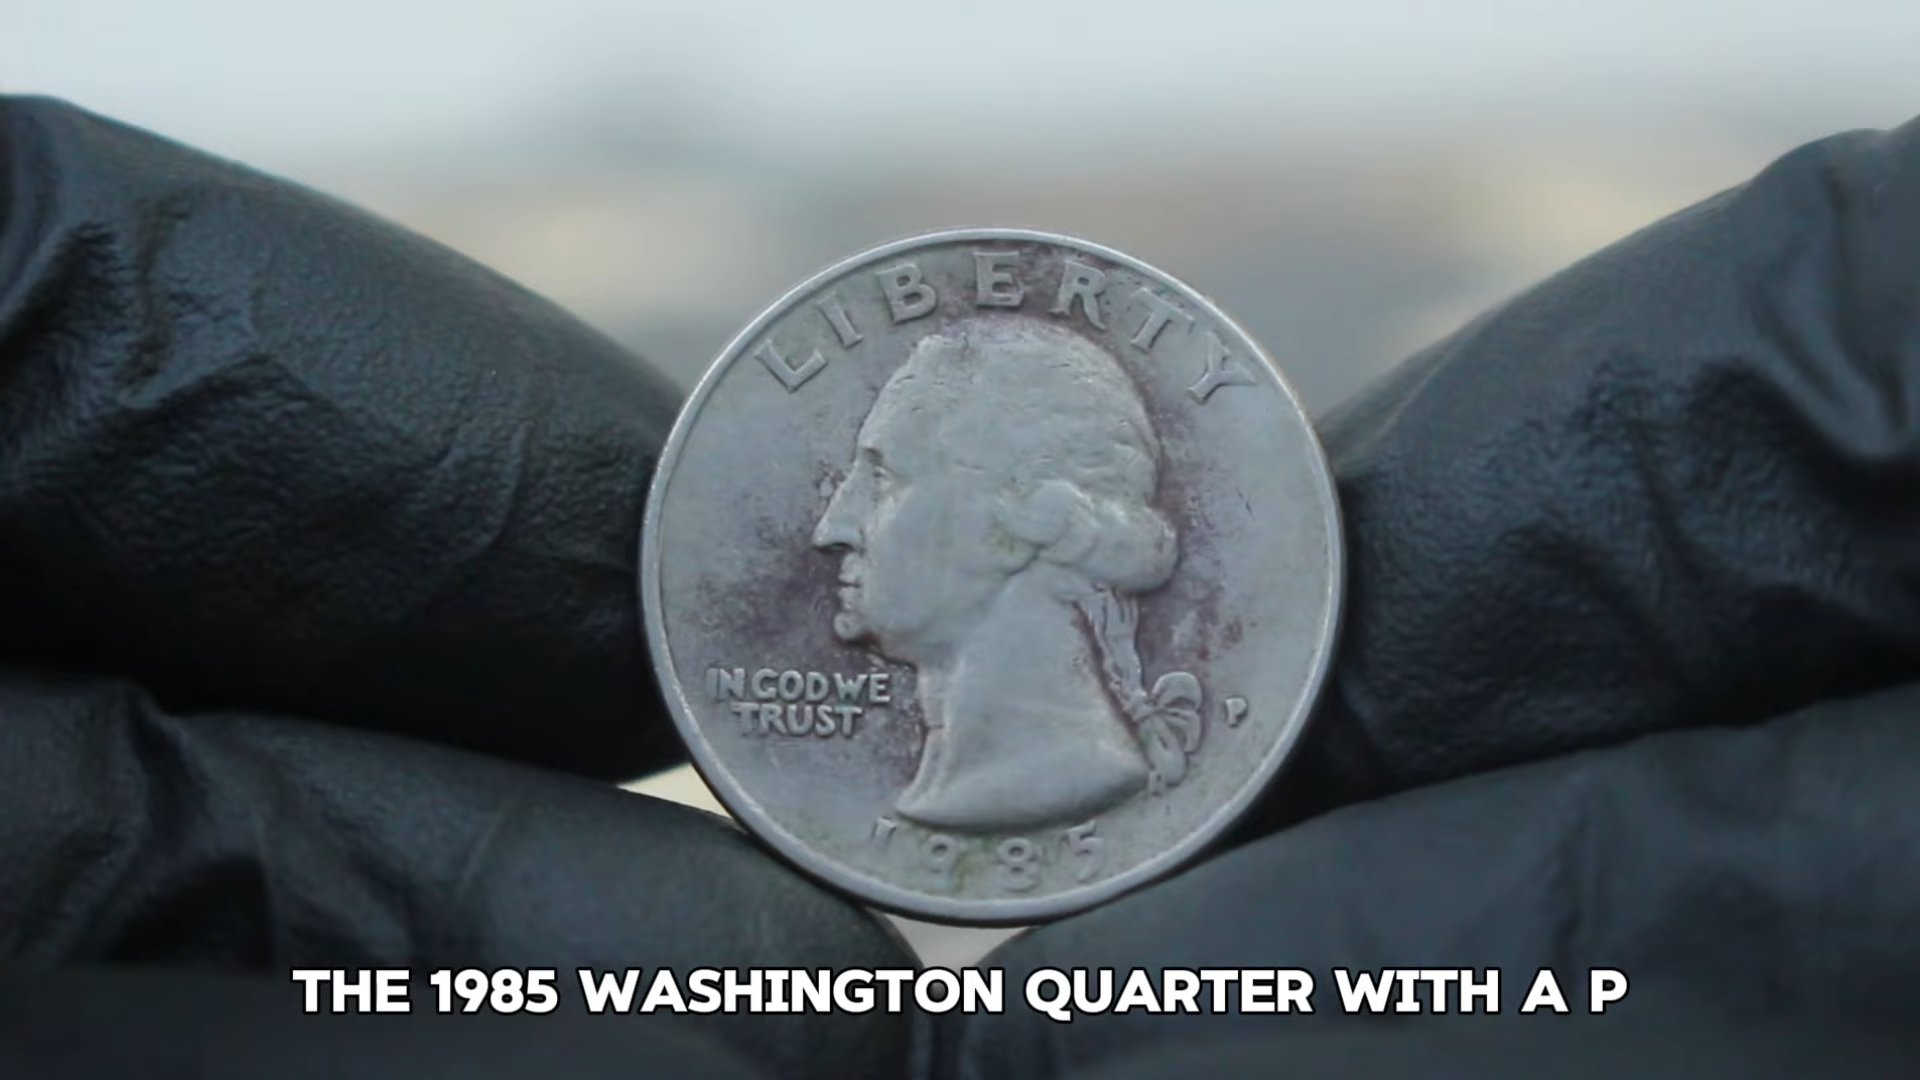 LIBERTY
IN GOD WE
TRUST
P
1985
THE 1985 WASHINGTON QUARTER WITH A P